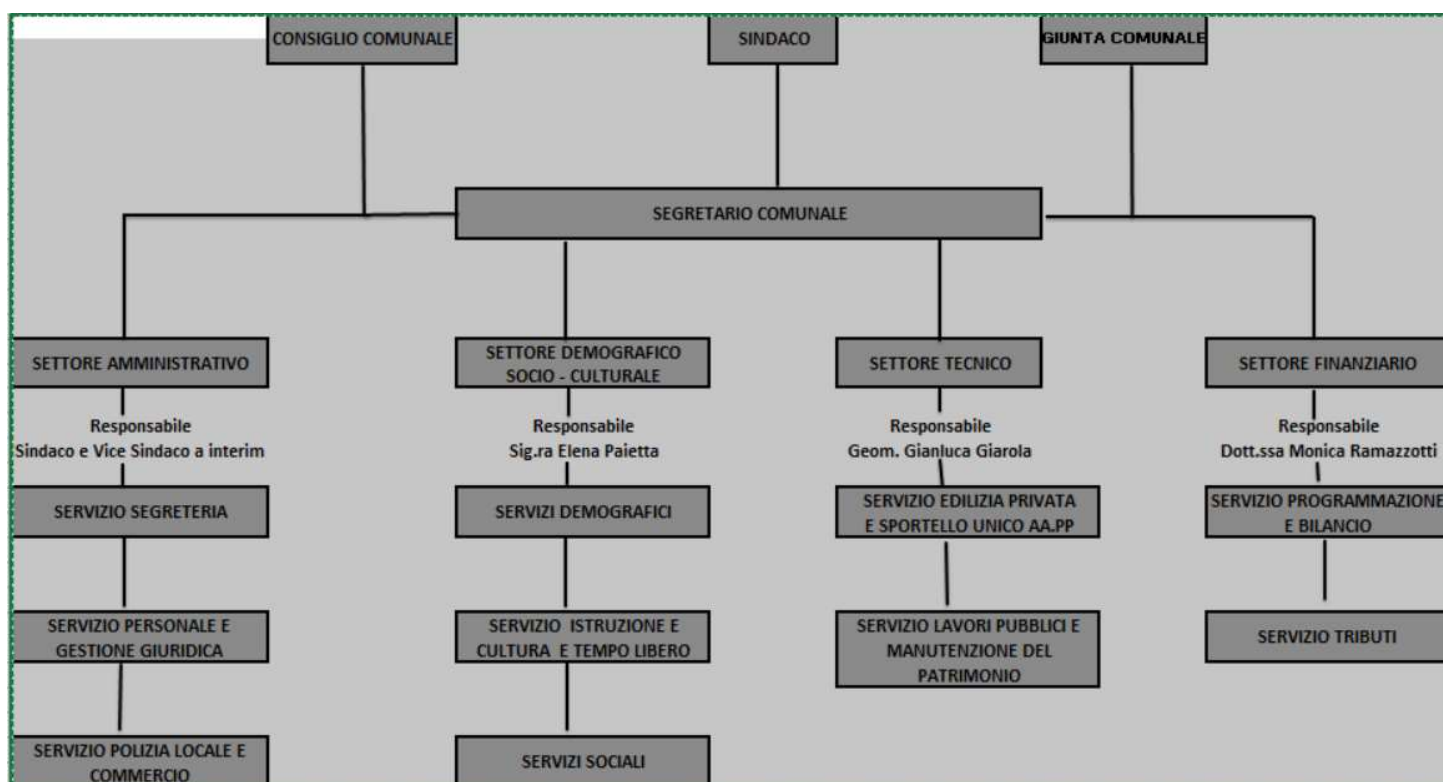 CONSIGLIO COMUNALE
SINDACO
GIUNTA COMUNALE
SEGRETARIO COMUNALE
SETTORE AMMINISTRATIVO
SETTORE DEMOGRAFICO
SOCIO - CULTURALE
SETTORE TECNICO
SETTORE FINANZIARIO
Responsabile
Sindaco e Vice Sindaco a interim
Responsabile
Sig.ra Elena Paietta
Responsabile
Geom. Gianluca Giarola
Responsabile
Dott.ssa Monica Ramazzotti
SERVIZIO SEGRETERIA
SERVIZI DEMOGRAFICI
SERVIZIO EDILIZIA PRIVATA
E SPORTELLO UNICO AA.PP
SERVIZIO PROGRAMMAZIONE
E BILANCIO
SERVIZIO PERSONALE E
GESTIONE GIURIDICA
SERVIZIO ISTRUZIONE E
CULTURA E TEMPO LIBERO
SERVIZIO LAVORI PUBBLICI E
MANUTENZIONE DEL
PATRIMONIO
SERVIZIO TRIBUTI
SERVIZIO POLIZIA LOCALE E
COMMERCIO
SERVIZI SOCIALI